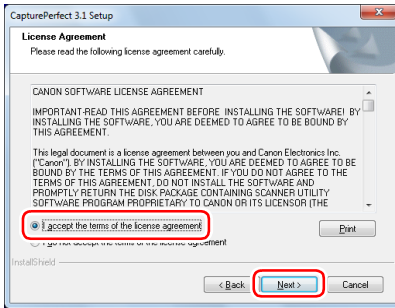 CapturePerfect 3.1 Setup
License Agreement
Please read the following license agreement carefully.
CANON SOFTWARE LICENSE AGREEMENT
IMPORTANT-READ THIS AGREEMENT BEFORE INSTALLING THE SOFTWARE! BY
INSTALLING THE SOFTWARE, YOU ARE DEEMED TO AGREE TO BE BOUND BY
THIS AGREEMENT.
This legal document is a license agreement between you and Canon Electronics Inc.
("Canon"). BY INSTALLING THE SOFTWARE, YOU ARE DEEMED TO AGREE TO BE
BOUND BY THE TERMS OF THIS AGREEMENT. IF YOU DO NOT AGREE TO THE
TERMS OF THIS AGREEMENT, DO NOT INSTALL THE SOFTWARE AND
PROMPTLY RETURN THE DISK PACKAGE CONTAINING SCANNER UTILITY
SOFTWARE PROGRAM PROPRIETARY TO CANON OR ITS LICENSOR (THE
I accept the terms of the license agreement
Print
I do not accept the terms of the license agreement
InstallShield
< Back
Next >
Cancel